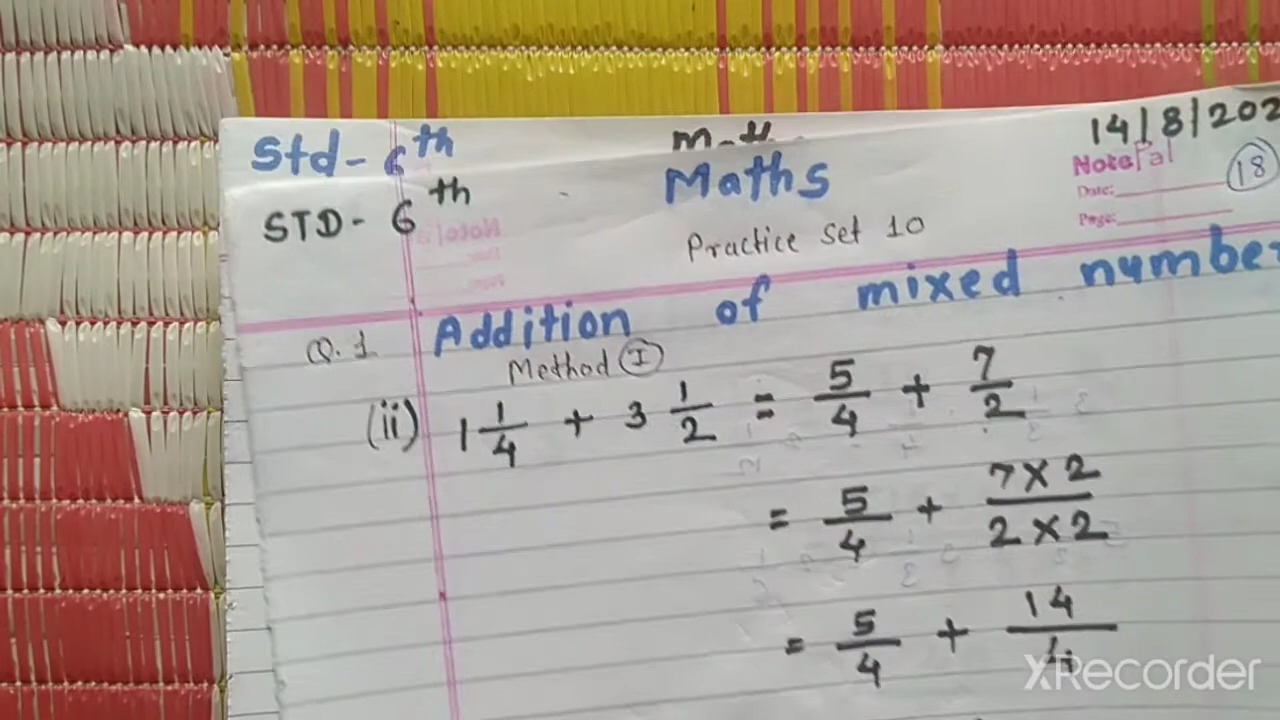 Std- 6th 14/8/202
STD- 6th Maths NotePal 18
Date:
Practice Set 10 Page:
Addition of mixed number
Q. 1 Method I
(ii) 1 1/4 + 3 1/2 = 5/4 + 7/2
= 5/4 + 7×2/2×2
= 5/4 + 14/4
XRecorder